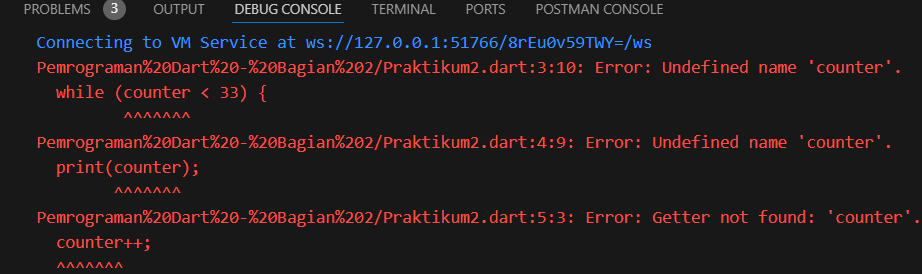 PROBLEMS 3 OUTPUT DEBUG CONSOLE TERMINAL PORTS POSTMAN CONSOLE
Connecting to VM Service at ws://127.0.0.1:51766/8rEu0v59TWY=/ws
Pemrograman%20Dart%20-%20Bagian%202/Praktikum2.dart:3:10: Error: Undefined name 'counter'.
  while (counter < 33) {
         ^^^^^^^
Pemrograman%20Dart%20-%20Bagian%202/Praktikum2.dart:4:9: Error: Undefined name 'counter'.
  print(counter);
        ^^^^^^^
Pemrograman%20Dart%20-%20Bagian%202/Praktikum2.dart:5:3: Error: Getter not found: 'counter'.
  counter++;
  ^^^^^^^